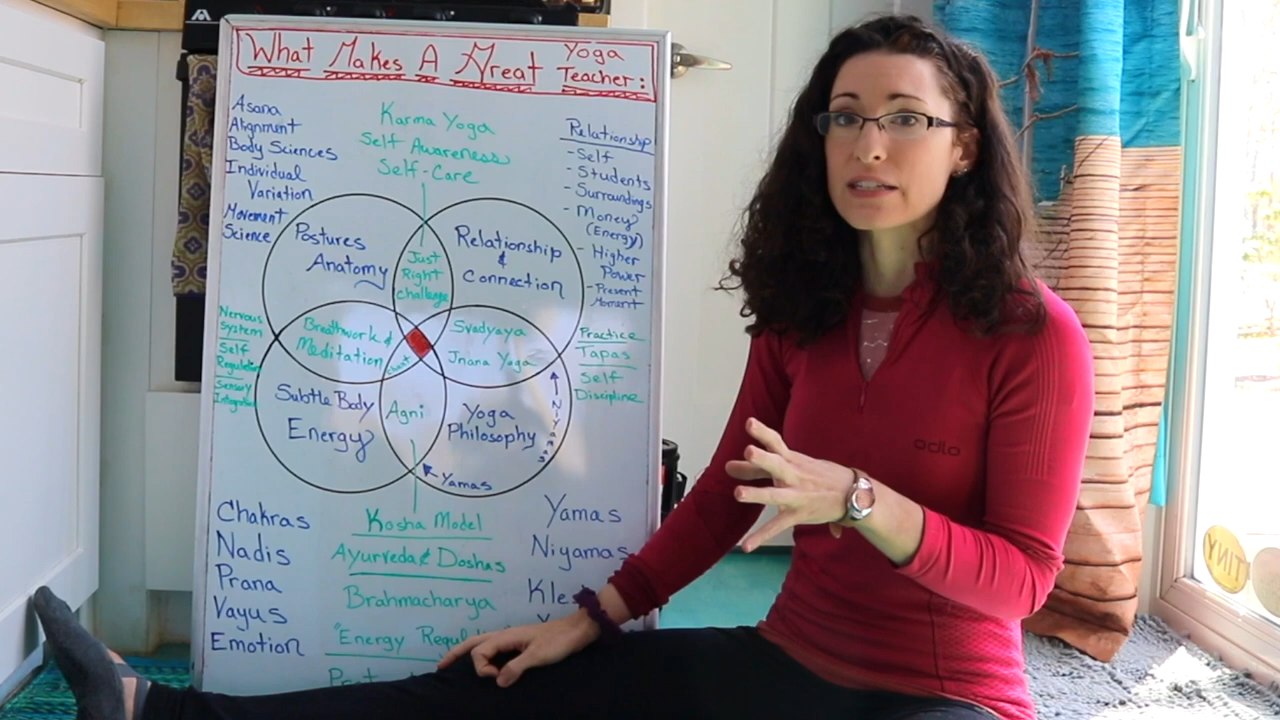 What Makes A Great Yoga Teacher:
Asana
Alignment
Body Sciences
Individual
Variation
Movement
Science
Karma Yoga
Self Awareness
Self-Care
Relationship
- Self
- Students
- Surroundings
- Money
(Energy)
- Higher
Power
- Present
Moment
Postures
Anatomy
Just
Right
Challenge
Relationship
&
Connection
Nervous
System
Self
Regulation
Sensory
Breathwork &
Meditation
Svadyaya
Jnana Yoga
Practice
Tapas
Self
Discipline
Subtle Body
Energy
Agni
Yoga
Philosophy
Niyamas
Yamas
Chakras
Nadis
Prana
Vayus
Emotion
Kosha Model
Ayurveda & Doshas
Brahmacharya
Energy
Yamas
Niyamas
odlo
TINY